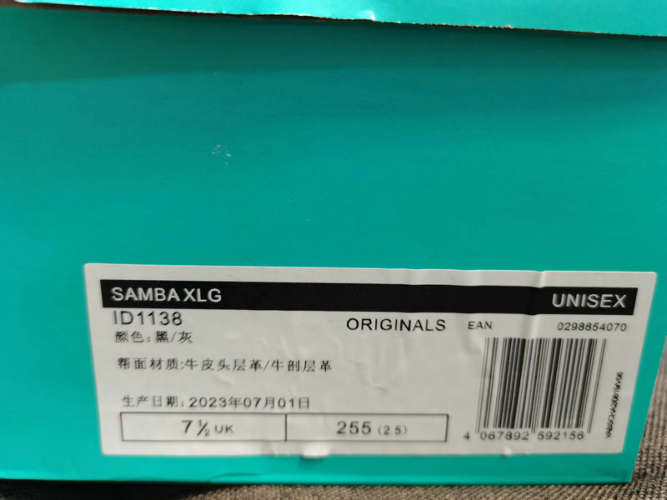 SAMBA XLG UNISEX
ID1138 ORIGINALS EAN 0298654070
颜色:黑/灰
帮面材质:牛皮头层革/牛剖层革
生产日期:2023年07月01日
7½ UK 255 (2.5)
4 067892 592156